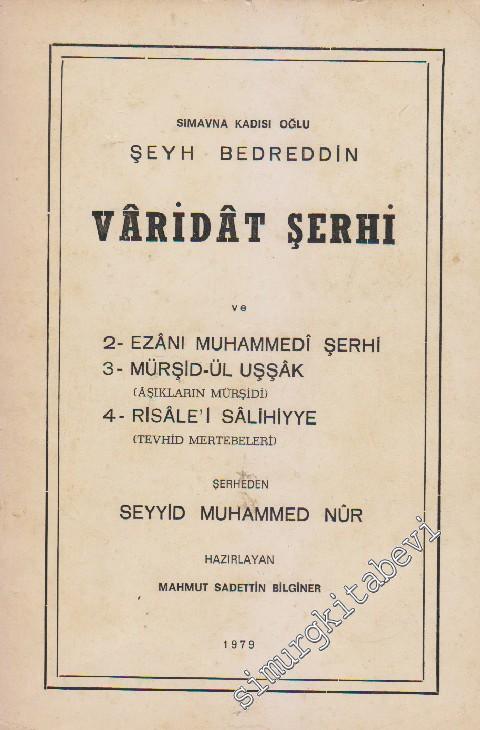 SIMAVNA KADISI OĞLU
ŞEYH BEDREDDİN
VÂRİDÂT ŞERHİ
ve
2- EZÂNI MUHAMMEDÎ ŞERHİ
3- MÜRŞİD-ÜL UŞŞÂK
(ÂŞIKLARIN MÜRŞİDİ)
4- RİSÂLE'İ SÂLİHİYYE
(TEVHİD MERTEBELERİ)
ŞERHEDEN
SEYYİD MUHAMMED NÛR
HAZIRLAYAN
MAHMUT SADETTİN BİLGİNER
1979
simurgkitabevi